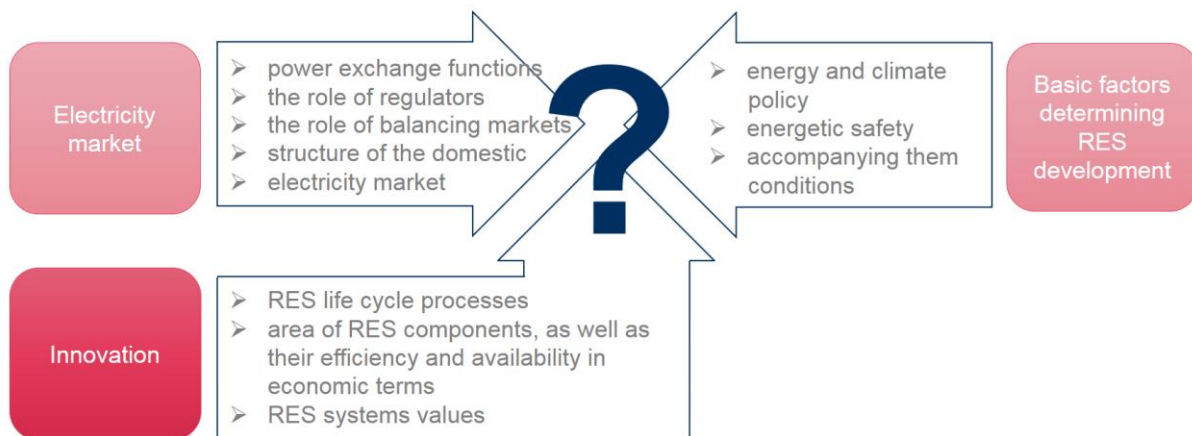 Electricity
market
➢ power exchange functions
➢ the role of regulators
➢ the role of balancing markets
➢ structure of the domestic
➢ electricity market
?
➢ energy and climate
policy
➢ energetic safety
➢ accompanying them
conditions
Basic factors
determining
RES
development
Innovation
➢ RES life cycle processes
➢ area of RES components, as well as
their efficiency and availability in
economic terms
➢ RES systems values